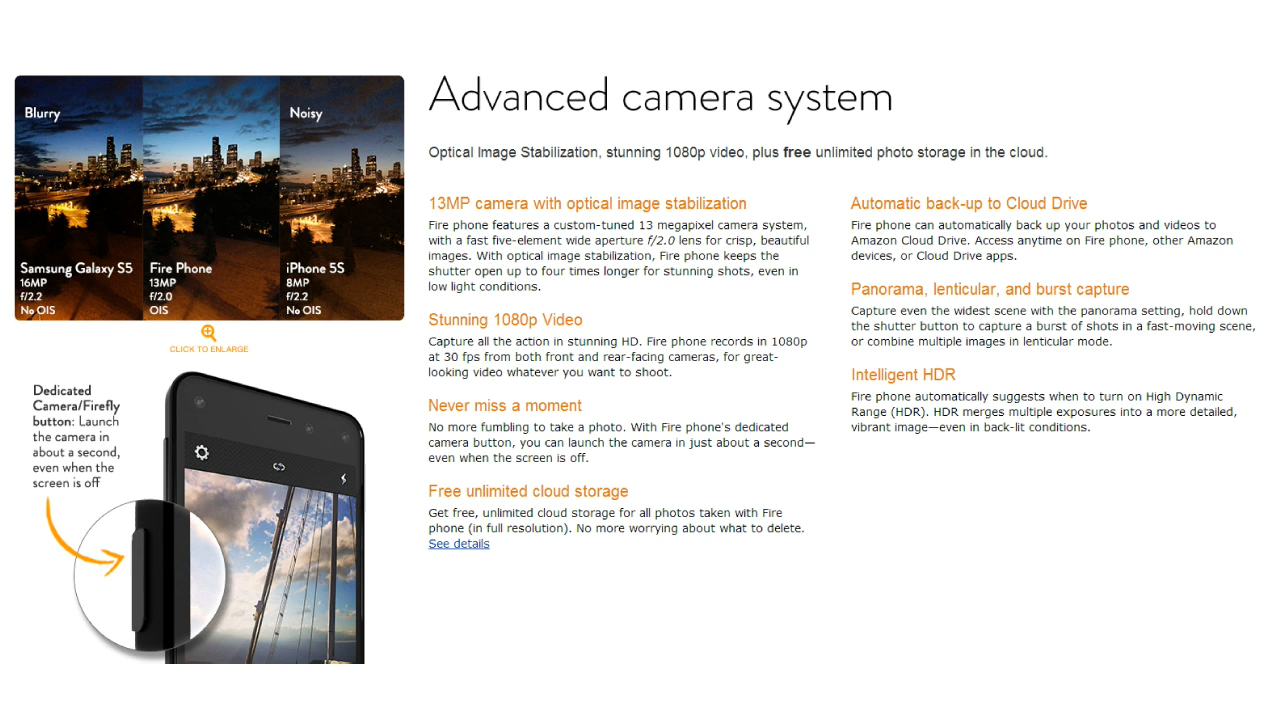 Blurry
Noisy
Samsung Galaxy S5
16MP
f/2.2
No OIS
Fire Phone
13MP
f/2.0
OIS
iPhone 5S
8MP
f/2.2
No OIS
CLICK TO ENLARGE
Dedicated
Camera/Firefly
button: Launch
the camera in
about a second,
even when the
screen is off
Advanced camera system
Optical Image Stabilization, stunning 1080p video, plus free unlimited photo storage in the cloud.
13MP camera with optical image stabilization
Fire phone features a custom-tuned 13 megapixel camera system,
with a fast five-element wide aperture f/2.0 lens for crisp, beautiful
images. With optical image stabilization, Fire phone keeps the
shutter open up to four times longer for stunning shots, even in
low light conditions.
Stunning 1080p Video
Capture all the action in stunning HD. Fire phone records in 1080p
at 30 fps from both front and rear-facing cameras, for great-
looking video whatever you want to shoot.
Never miss a moment
No more fumbling to take a photo. With Fire phone's dedicated
camera button, you can launch the camera in just about a second—
even when the screen is off.
Free unlimited cloud storage
Get free, unlimited cloud storage for all photos taken with Fire
phone (in full resolution). No more worrying about what to delete.
See details
Automatic back-up to Cloud Drive
Fire phone can automatically back up your photos and videos to
Amazon Cloud Drive. Access anytime on Fire phone, other Amazon
devices, or Cloud Drive apps.
Panorama, lenticular, and burst capture
Capture even the widest scene with the panorama setting, hold down
the shutter button to capture a burst of shots in a fast-moving scene,
or combine multiple images in lenticular mode.
Intelligent HDR
Fire phone automatically suggests when to turn on High Dynamic
Range (HDR). HDR merges multiple exposures into a more detailed,
vibrant image—even in back-lit conditions.